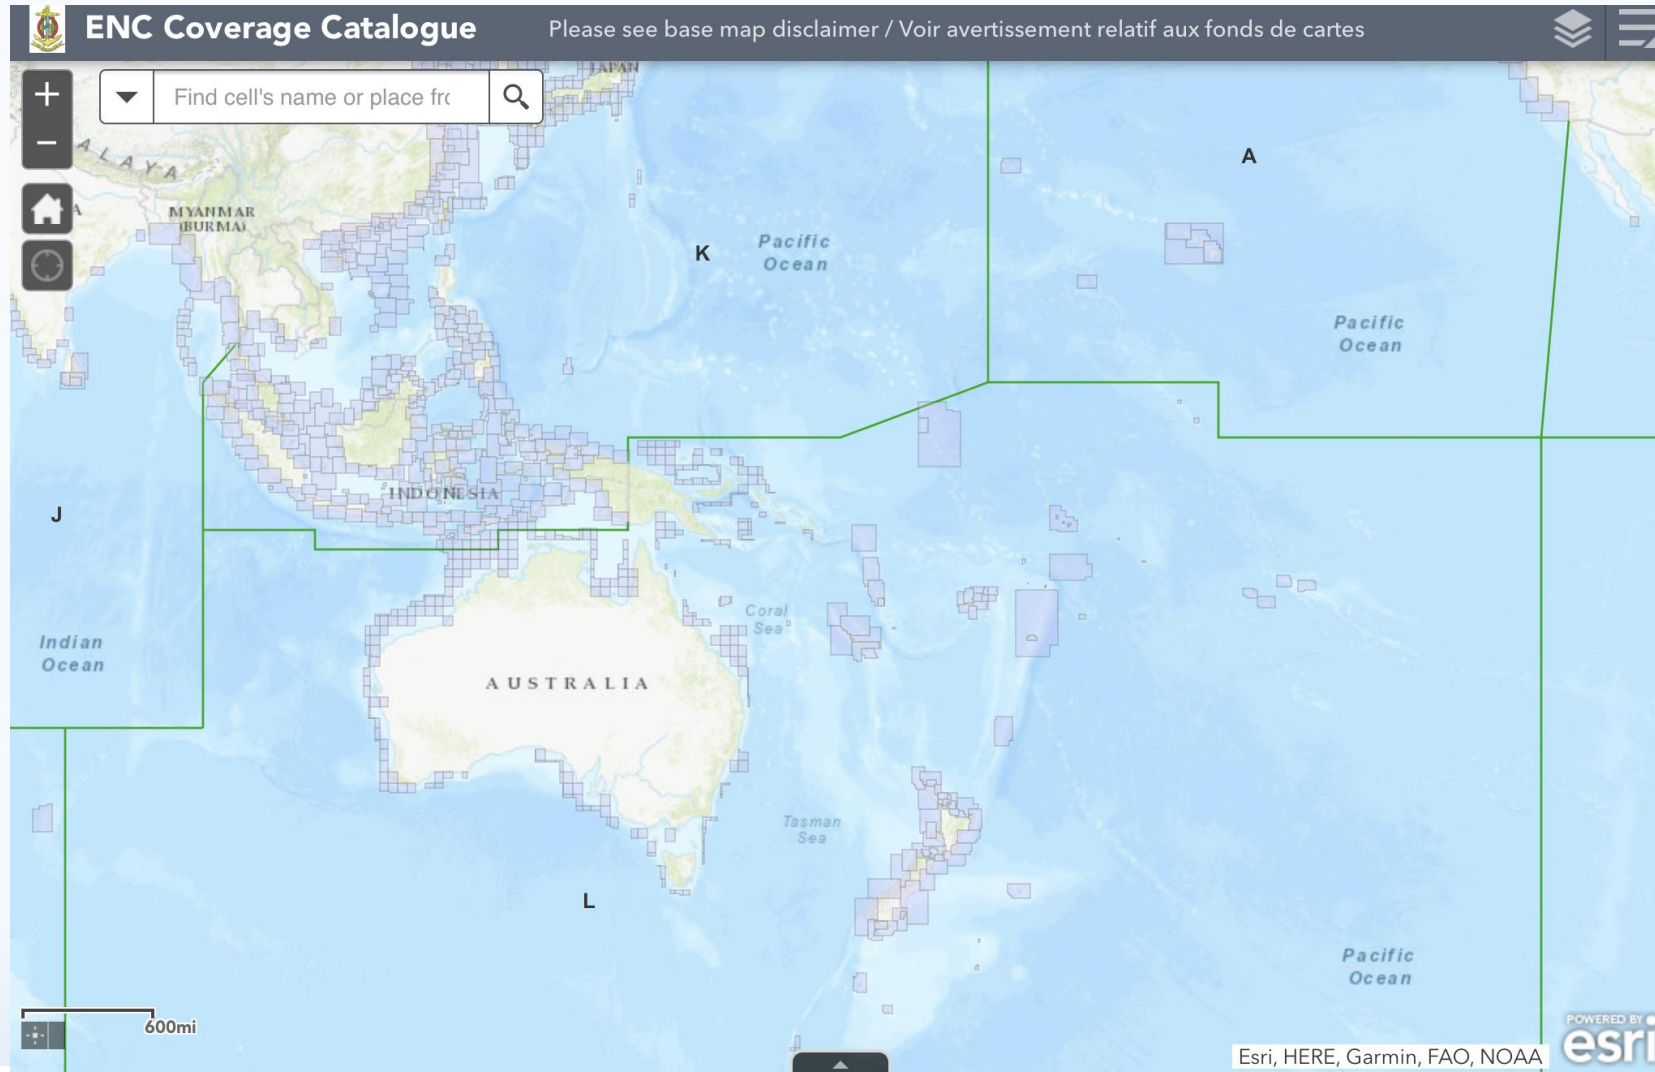 ENC Coverage Catalogue
Please see base map disclaimer / Voir avertissement relatif aux fonds de cartes
+
Find cell's name or place frc
−
JAPAN
ALAYA
A
A
MYANMAR
(BURMA)
K
Pacific
Ocean
Pacific
Ocean
INDONESIA
J
Coral
Sea
Indian
Ocean
AUSTRALIA
Tasman
Sea
L
Pacific
Ocean
600mi
POWERED BY
esri
Esri, HERE, Garmin, FAO, NOAA